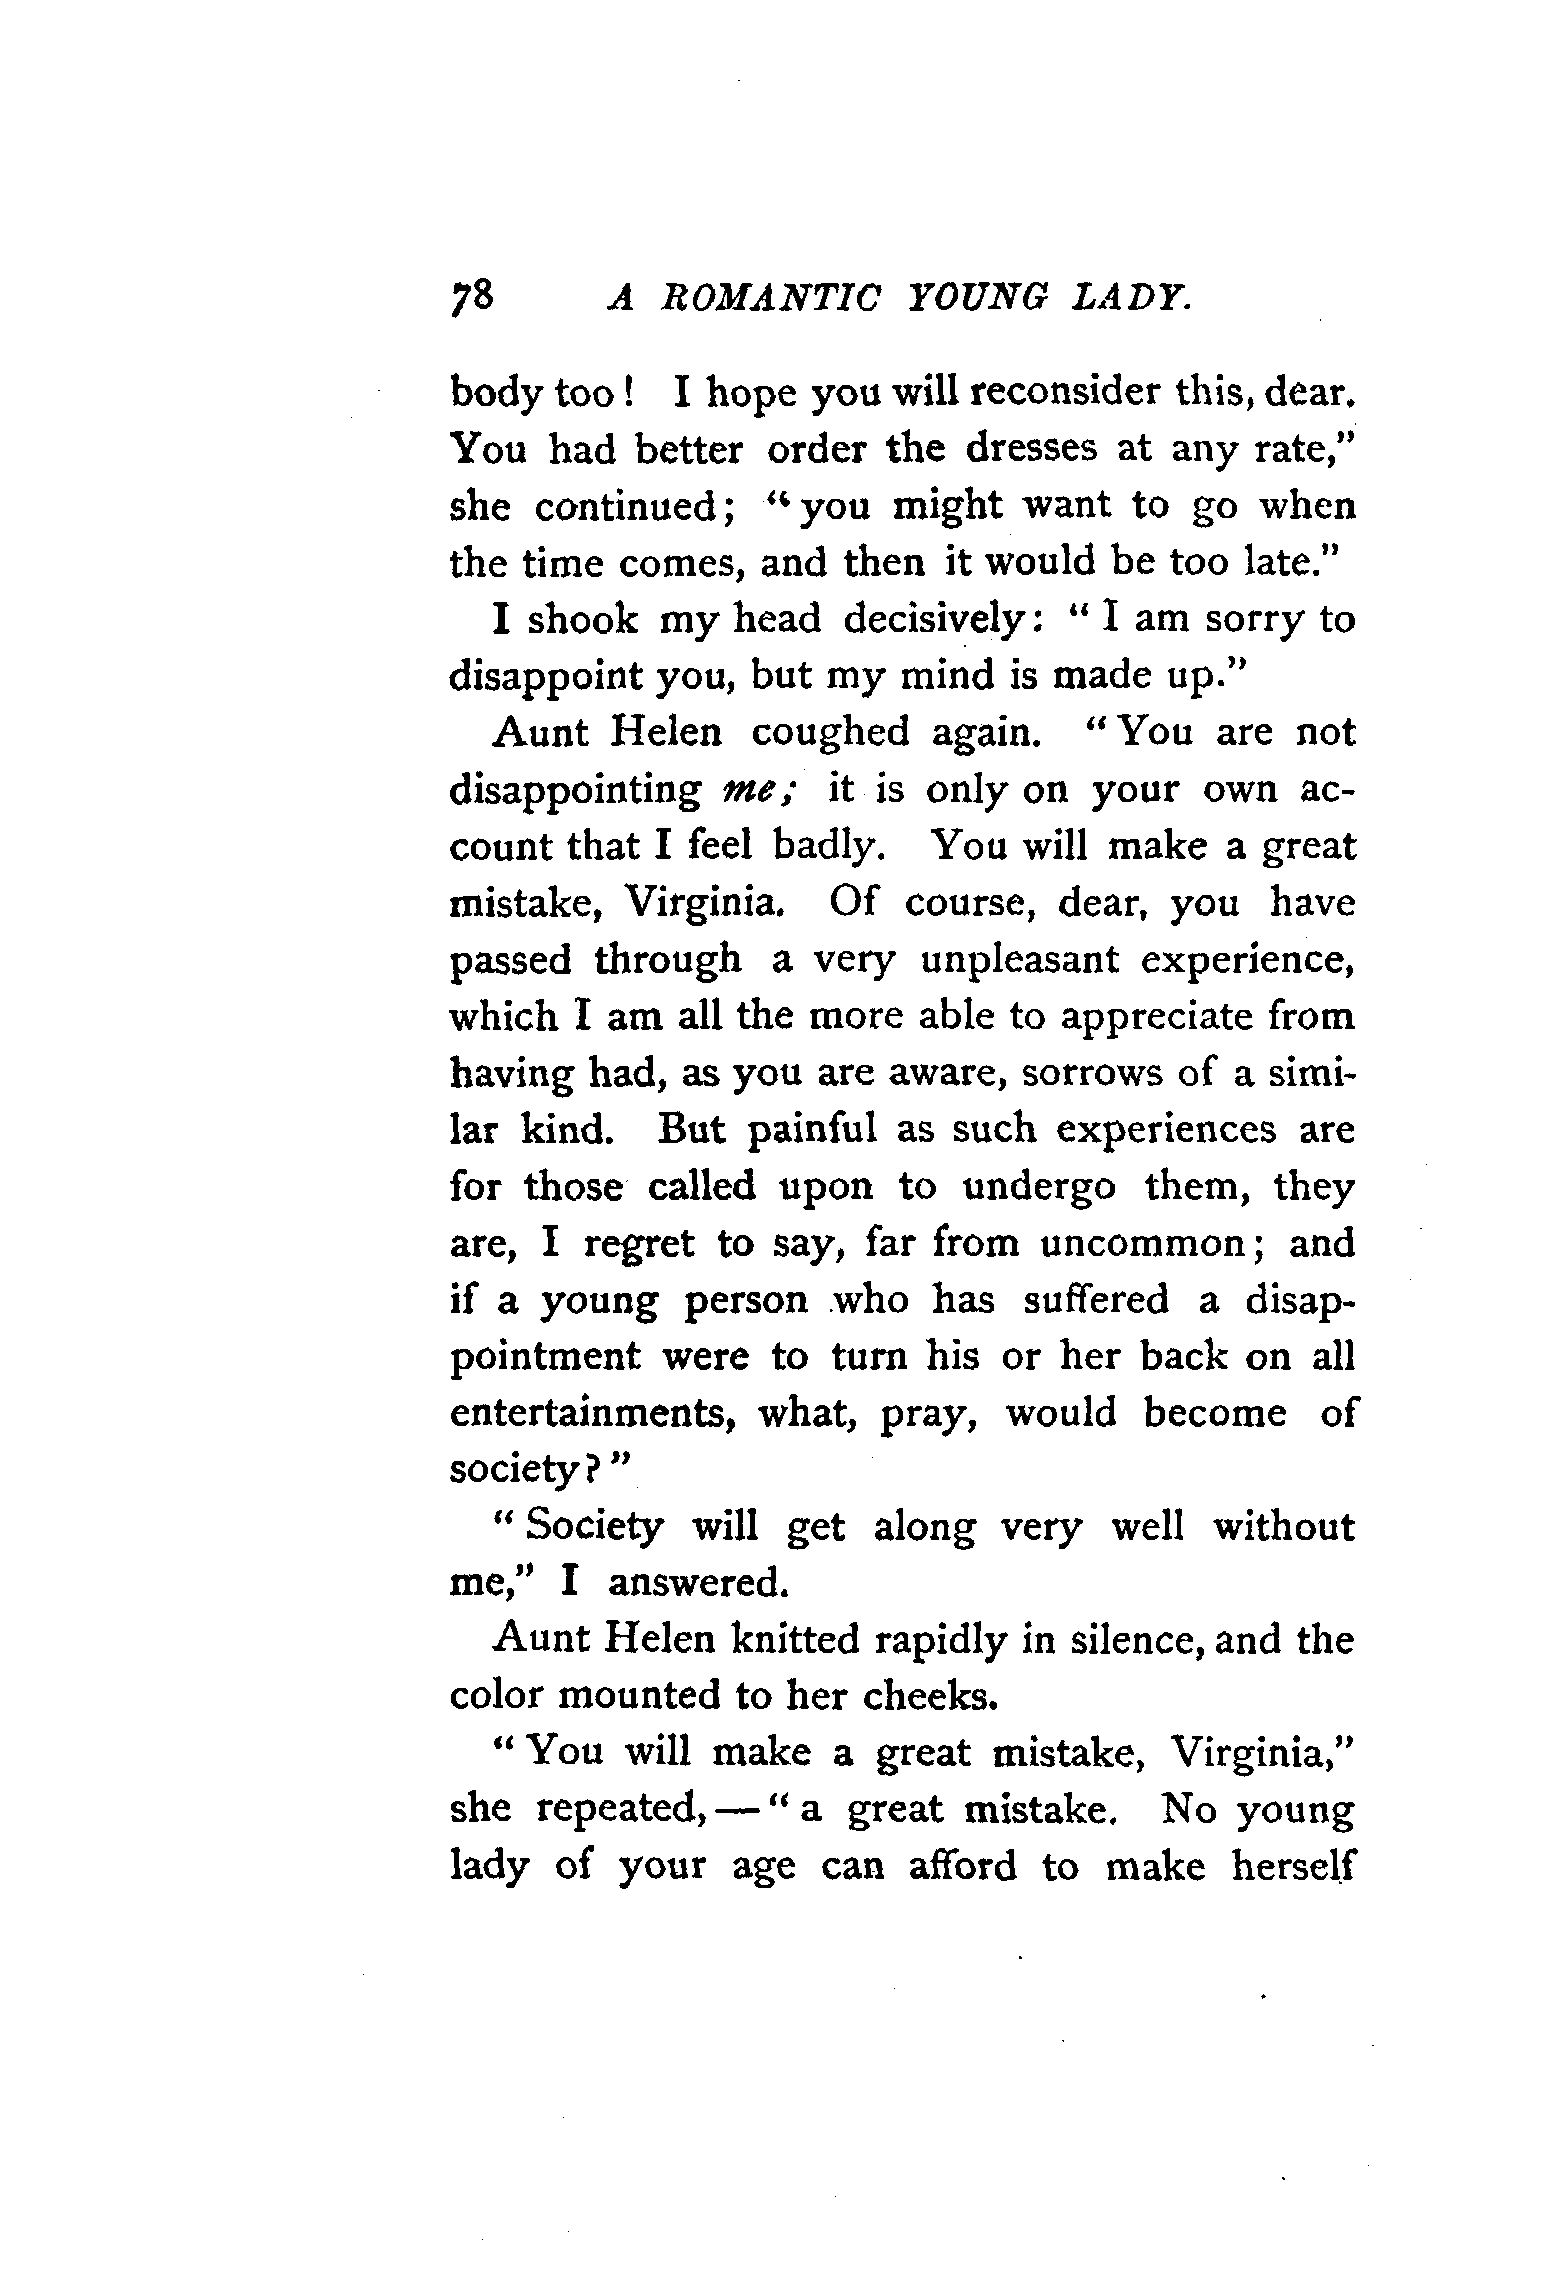 78 A ROMANTIC YOUNG LADY.
body too! I hope you will reconsider this, dear.
You had better order the dresses at any rate,”
she continued; “you might want to go when
the time comes, and then it would be too late.”
I shook my head decisively: “I am sorry to
disappoint you, but my mind is made up.”
Aunt Helen coughed again. “You are not
disappointing me; it is only on your own ac-
count that I feel badly. You will make a great
mistake, Virginia. Of course, dear, you have
passed through a very unpleasant experience,
which I am all the more able to appreciate from
having had, as you are aware, sorrows of a simi-
lar kind. But painful as such experiences are
for those called upon to undergo them, they
are, I regret to say, far from uncommon; and
if a young person who has suffered a disap-
pointment were to turn his or her back on all
entertainments, what, pray, would become of
society?”
“Society will get along very well without
me,” I answered.
Aunt Helen knitted rapidly in silence, and the
color mounted to her cheeks.
“You will make a great mistake, Virginia,”
she repeated,—“a great mistake. No young
lady of your age can afford to make herself